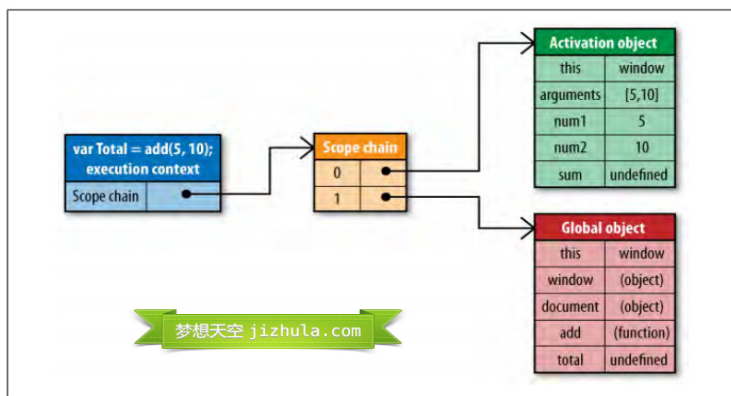 var Total = add(5, 10);
execution context
Scope chain
Scope chain
0
1
Activation object
this window
arguments [5,10]
num1 5
num2 10
sum undefined
Global object
this window
window (object)
document (object)
add (function)
total undefined
梦想天空 jizhula.com